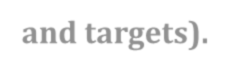 and targets).